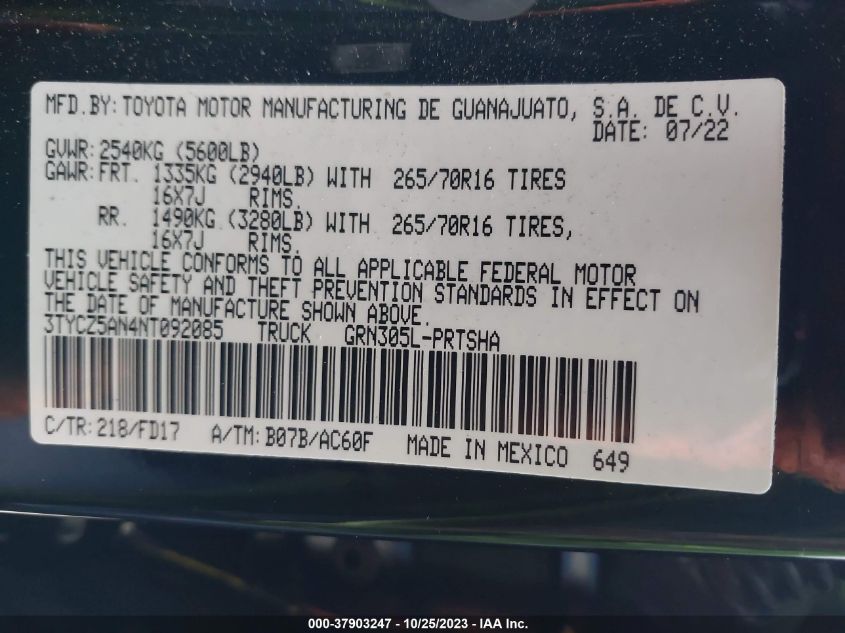 MFD.BY: TOYOTA MOTOR MANUFACTURING DE GUANAJUATO, S.A. DE C.V.
DATE: 07/22
GVWR: 2540KG (5600LB)
GAWR: FRT. 1335KG (2940LB) WITH 265/70R16 TIRES
16X7J RIMS.
RR. 1490KG (3280LB) WITH 265/70R16 TIRES,
16X7J RIMS.
THIS VEHICLE CONFORMS TO ALL APPLICABLE FEDERAL MOTOR
VEHICLE SAFETY AND THEFT PREVENTION STANDARDS IN EFFECT ON
THE DATE OF MANUFACTURE SHOWN ABOVE.
3TYCZ5AN4NT092085 TRUCK GRN305L-PRTSHA
C/TR: 218/FD17 A/TM: B07B/AC60F MADE IN MEXICO 649
000-37903247 - 10/25/2023 - IAA Inc.